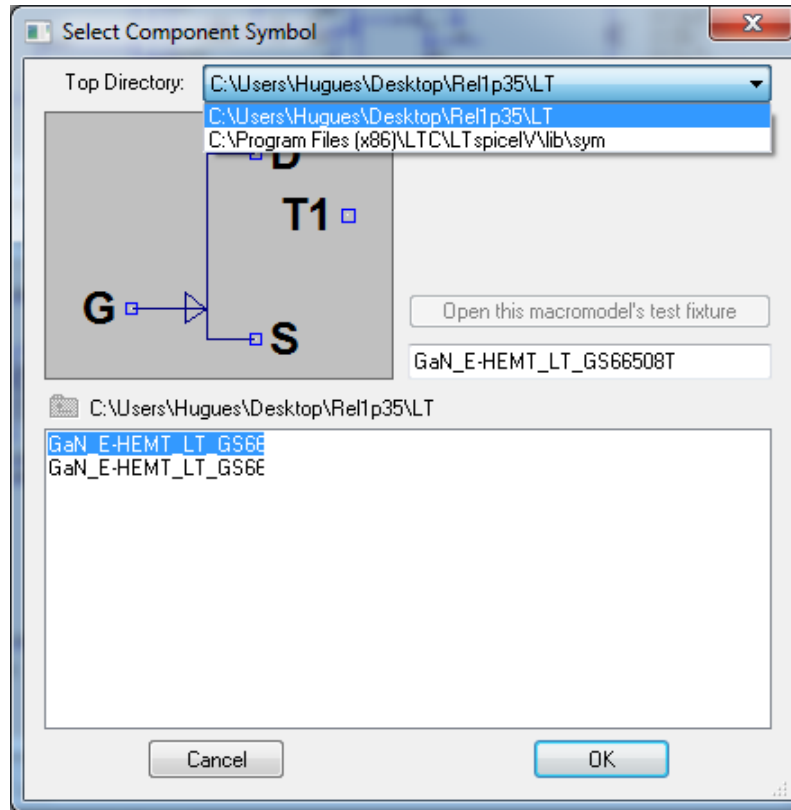 Select Component Symbol
Top Directory: C:\Users\Hugues\Desktop\Rel1p35\LT
C:\Users\Hugues\Desktop\Rel1p35\LT
C:\Program Files (x86)\LTC\LTspiceIV\lib\sym
D
T1
G
S
Open this macromodel's test fixture
GaN_E-HEMT_LT_GS66508T
C:\Users\Hugues\Desktop\Rel1p35\LT
GaN_E-HEMT_LT_GS66
GaN_E-HEMT_LT_GS66
Cancel OK